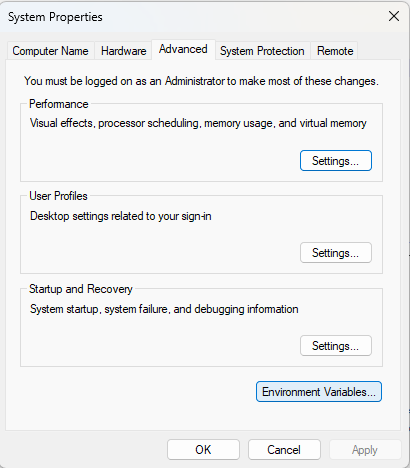 System Properties
Computer Name Hardware Advanced System Protection Remote
You must be logged on as an Administrator to make most of these changes.
Performance
Visual effects, processor scheduling, memory usage, and virtual memory
Settings...
User Profiles
Desktop settings related to your sign-in
Settings...
Startup and Recovery
System startup, system failure, and debugging information
Settings...
Environment Variables...
OK Cancel Apply